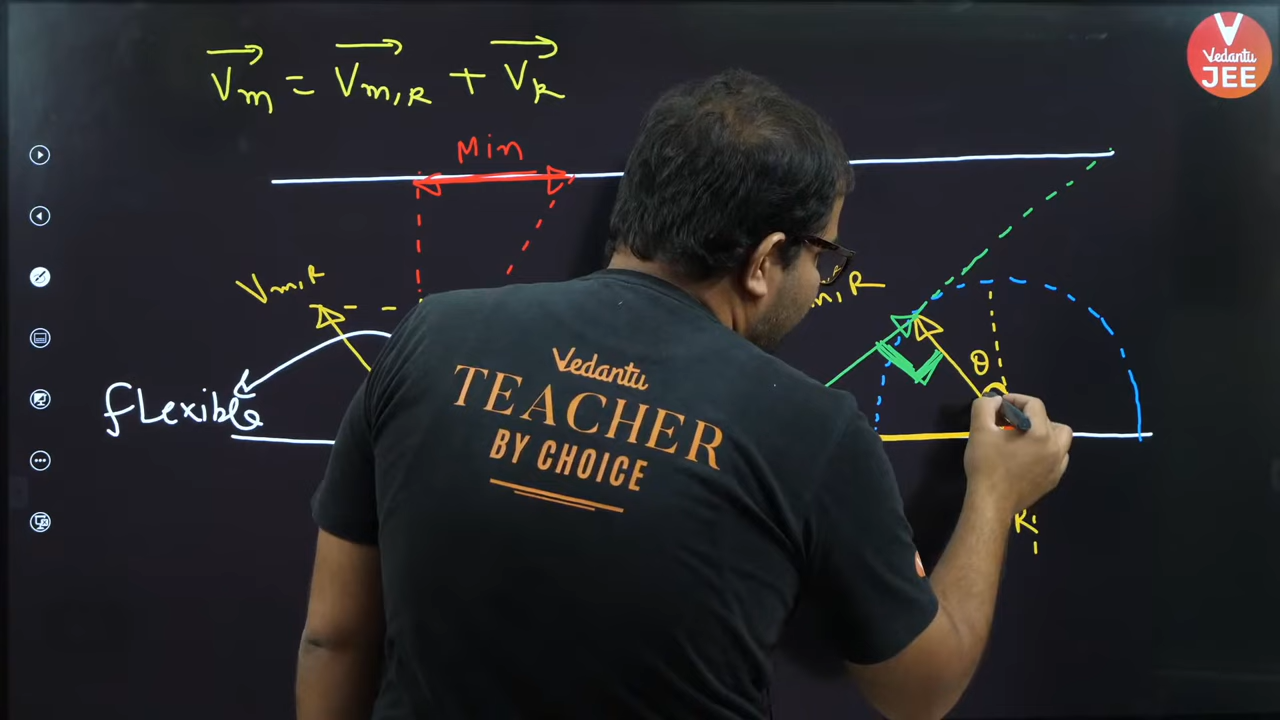 Vm = Vm,R + VR
Vedantu
JEE
Min
Vm,R
m,R
θ
flexible
Vedantu
TEACHER
BY CHOICE
R